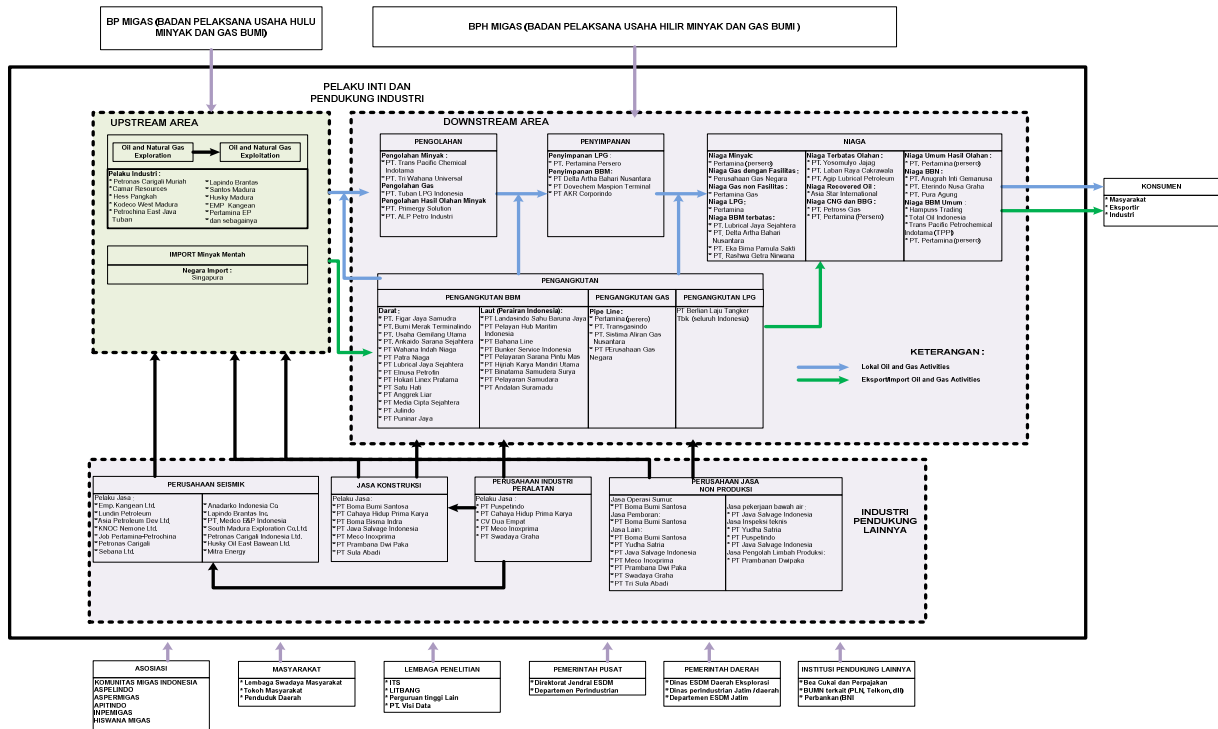 BP MIGAS (BADAN PELAKSANA USAHA HULU
MINYAK DAN GAS BUMI)
BPH MIGAS (BADAN PELAKSANA USAHA HILIR MINYAK DAN GAS BUMI )
PELAKU INTI DAN
PENDUKUNG INDUSTRI
UPSTREAM AREA
Oil and Natural Gas
Exploration
Oil and Natural Gas
Exploitation
Pelaku Industri :
* Petronas Carigali Muriah
* Camar Resources
* Hess Pangkah
* Kodeco West Madura
* Petrochina East Java
Tuban
* Lapindo Brantas
* Santos Madura
* Husky Madura
* EMP Kangean
* Pertamina EP
* dan sebagainya
IMPORT Minyak Mentah
Negara Import :
Singapura
DOWNSTREAM AREA
PENGOLAHAN
Pengolahan Minyak :
* PT. Trans Pacific Chemical
Indotama
* PT. Tri Wahana Universal
Pengolahan Gas
* PT. Tuban LPG Indonesia
Pengolahan Hasil Olahan Minyak
* PT. Primergy Solution
* PT. ALP Petro Industri
PENYIMPANAN
Penyimpanan LPG :
* PT. Pertamina Persero
Penyimpanan BBM:
* PT Delta Artha Bahari Nusantara
* PT Dovechem Maspion Terminal
* PT AKR Corporindo
NIAGA
Niaga Minyak:
* Pertamina (persero)
Niaga Gas dengan Fasilitas :
* Perusahaan Gas Negara
Niaga Gas non Fasilitas :
* Pertamina Gas
Niaga LPG:
* Pertamina
Niaga BBM terbatas:
* PT. Lubrical Jaya Sejahtera
* PT. Delta Artha Bahari
Nusantara
* PT. Eka Bima Pamula Sakti
* PT. Rashwa Getra Nirwana
Niaga Terbatas Olahan :
* PT. Yosomulyo Jajag
* PT. Laban Raya Cakrawala
* PT. Agip Lubrical Petroleum
Niaga Recovered Oil :
* Asia Star International
Niaga CNG dan BBG :
* PT. Petross Gas
* PT. Pertamina (Persero)
Niaga Umum Hasil Olahan :
* PT. Pertamina (persero)
Niaga BBN :
* PT. Anugrah Inti Gemanusa
* PT. Eterindo Nusa Graha
* PT. Pura Agung
Niaga BBM Umum :
* Hampuss Trading
* Total Oil Indonesia
* Trans Pasific Petrochemical
Indotama (TPPI)
* PT. Pertamina(persero)
KONSUMEN
* Masyarakat
* Eksportir
* Industri
PENGANGKUTAN
PENGANGKUTAN BBM
PENGANGKUTAN GAS
PENGANGKUTAN LPG
Darat :
* PT. Figar Jaya Samudra
* PT. Bumi Merak Terminalindo
* PT. Usaha Gemilang Utama
* PT. Ankaido Sarana Sejahtera
* PT Wahana Indah Niaga
* PT Patra Niaga
* PT Lubrical Jaya Sejahtera
* PT Elnusa Petrofin
* PT Hokari Linex Pratama
* PT Satu Hati
* PT Anggrek Liar
* PT Media Cipta Sejahtera
* PT Julindo
* PT Puninar Jaya
Laut (Perairan Indonesia):
* PT Landasindo Sahu Baruna Jaya
* PT Pelayan Hub Maritim
Indonesia
* PT Bahana Line
* PT Bunker Service Indonesia
* PT Pelayaran Sarana Pintu Mas
* PT Hijriah Karya Mandiri Utama
* PT Binatama Samudera Surya
* PT Pelayaran Samudara
* PT Andalan Suramadu
Pipe Line:
* Pertamina (perero)
* PT. Transgasindo
* PT. Sistima Aliran Gas
Nusantara
* PT PErusahaan Gas
Negara
PT Berlian Laju Tangker
Tbk (seluruh Indonesia)
KETERANGAN :
Lokal Oil and Gas Activities
Eksport/Import Oil and Gas Activities
PERUSAHAAN SEISMIK
Pelaku Jasa :
* Emp. Kangean Ltd.
* Lundin Petroleum
* Asia Petroleum Dev Ltd.
* KNOC Nemone Ltd.
* Job Pertamina-Petrochina
* Petronas Carigali
* Sebana Ltd.
* Anadarko Indonesia Co
* Lapindo Brantas Inc.
* PT. Medco E&P Indonesia
* South Madura Exploration Co.Ltd.
* Petronas Carigali Indonesia Ltd.
* Husky Oil East Bawean Ltd.
* Mitra Energy
JASA KONSTRUKSI
Pelaku Jasa :
* PT Boma Bumi Santosa
* PT Cahaya Hidup Prima Karya
* PT Boma Bisma Indra
* PT Java Salvage Indonesia
* PT Meco Inoxprima
* PT Prambana Dwi Paka
* PT Sula Abadi
PERUSAHAAN INDUSTRI
PERALATAN
Pelaku Jasa :
* PT Puspetindo
* PT Cahaya Hidup Prima Karya
* CV Dua Empat
* PT Meco Inoxprima
* PT Swadaya Graha
PERUSAHAAN JASA
NON PRODUKSI
Jasa Operasi Sumur:
* PT Boma Bumi Santosa
Jasa Pemboran:
* PT Boma Bumi Santosa
Jasa Lain :
* PT Boma Bumi Santosa
* PT Yudha Satria
* PT Java Salvage Indonesia
* PT Meco Inoxprima
* PT Prambana Dwi Paka
* PT Swadaya Graha
* PT Tri Sula Abadi
Jasa pekerjaan bawah air :
* PT Java Salvage Indonesia
Jasa Inspeksi teknis
* PT Yudha Satria
* PT Puspetindo
* PT Java Salvage Indonesia
Jasa Pengolah Limbah Produksi:
* PT Prambanan Dwipaka
INDUSTRI
PENDUKUNG
LAINNYA
ASOSIASI
KOMUNITAS MIGAS INDONESIA
ASPELINDO
ASPERMIGAS
APITINDO
INPEMIGAS
HISWANA MIGAS
MASYARAKAT
* Lembaga Swadaya Masyarakat
* Tokoh Masyarakat
* Penduduk Daerah
LEMBAGA PENELITIAN
* ITS
* LITBANG
* Perguruan tinggi Lain
* PT. Visi Data
PEMERINTAH PUSAT
* Direktorat Jendral ESDM
* Departemen Perindustrian
PEMERINTAH DAERAH
* Dinas ESDM Daerah Eksplorasi
* Dinas perindustrian Jatim /daerah
* Departemen ESDM Jatim
INSTITUSI PENDUKUNG LAINNYA
* Bea Cukai dan Perpajakan
* BUMN terkait (PLN, Telkom, dll)
* Perbankan (BNI)